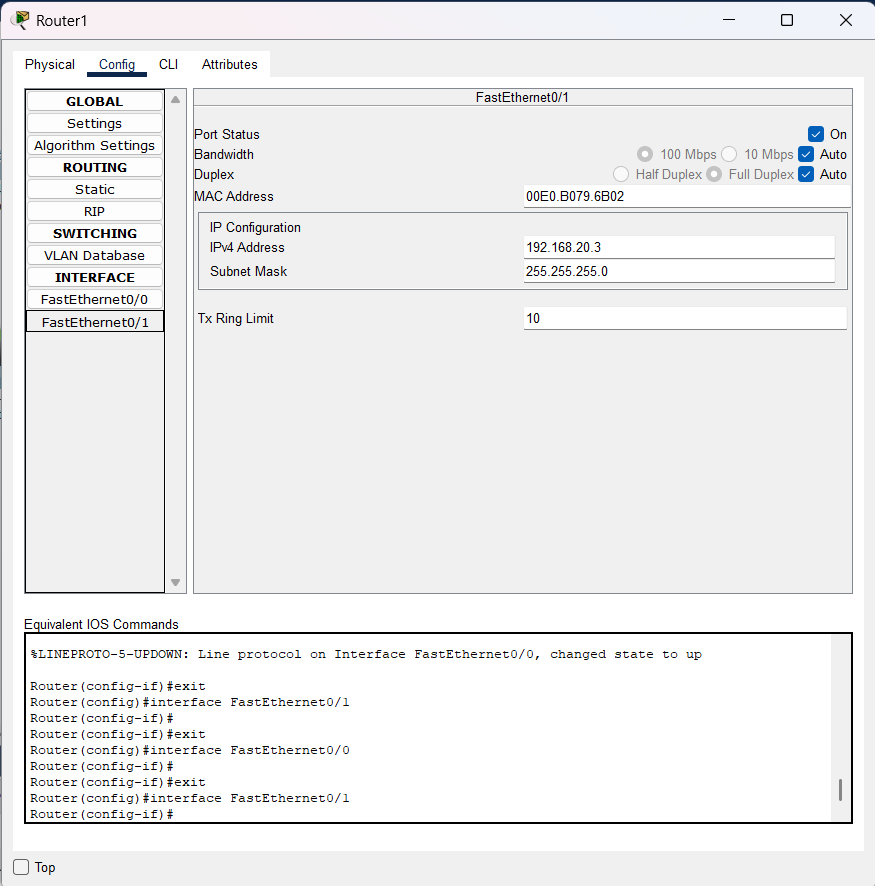 Router1
Physical Config CLI Attributes
GLOBAL
Settings
Algorithm Settings
ROUTING
Static
RIP
SWITCHING
VLAN Database
INTERFACE
FastEthernet0/0
FastEthernet0/1
FastEthernet0/1
Port Status On
Bandwidth 100 Mbps 10 Mbps Auto
Duplex Half Duplex Full Duplex Auto
MAC Address 00E0.B079.6B02
IP Configuration
IPv4 Address 192.168.20.3
Subnet Mask 255.255.255.0
Tx Ring Limit 10
Equivalent IOS Commands
%LINEPROTO-5-UPDOWN: Line protocol on Interface FastEthernet0/0, changed state to up
Router(config-if)#exit
Router(config)#interface FastEthernet0/1
Router(config-if)#
Router(config-if)#exit
Router(config)#interface FastEthernet0/0
Router(config-if)#
Router(config-if)#exit
Router(config)#interface FastEthernet0/1
Router(config-if)#
Top